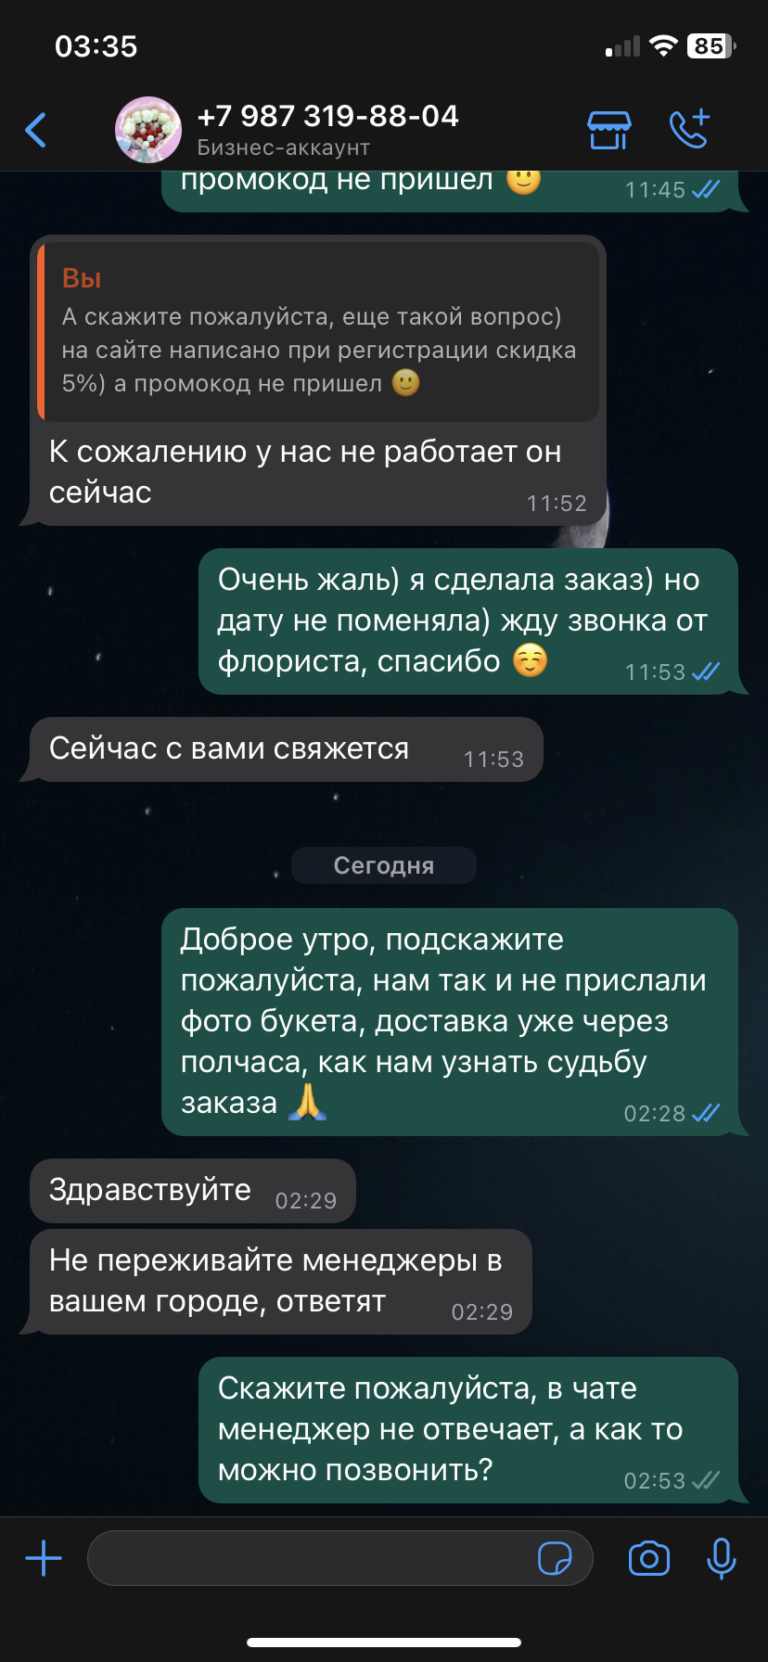 03:35
85
+7 987 319-88-04
Бизнес-аккаунт
промокод не пришел 🙂
11:45
Вы
А скажите пожалуйста, еще такой вопрос)
на сайте написано при регистрации скидка
5%) а промокод не пришел 🙂
К сожалению у нас не работает он
сейчас
11:52
Очень жаль) я сделала заказ) но
дату не поменяла) жду звонка от
флориста, спасибо ☺️
11:53
Сейчас с вами свяжется
11:53
Сегодня
Доброе утро, подскажите
пожалуйста, нам так и не прислали
фото букета, доставка уже через
полчаса, как нам узнать судьбу
заказа 🙏
02:28
Здравствуйте
02:29
Не переживайте менеджеры в
вашем городе, ответят
02:29
Скажите пожалуйста, в чате
менеджер не отвечает, а как то
можно позвонить?
02:53